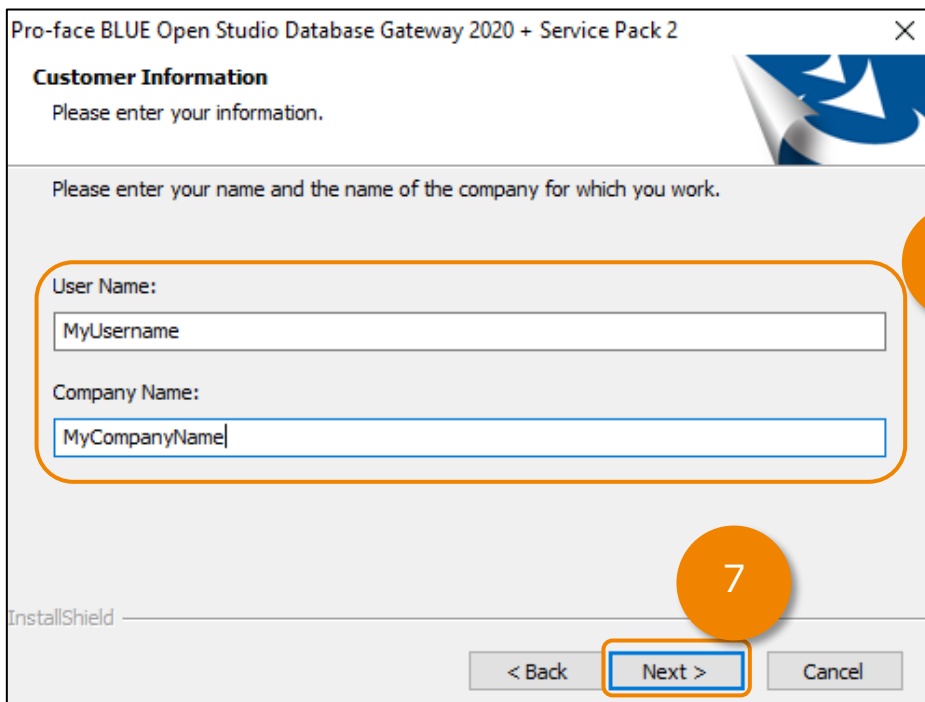 Pro-face BLUE Open Studio Database Gateway 2020 + Service Pack 2
Customer Information
Please enter your information.
Please enter your name and the name of the company for which you work.
User Name:
MyUsername
Company Name:
MyCompanyName
7
InstallShield
< Back Next > Cancel